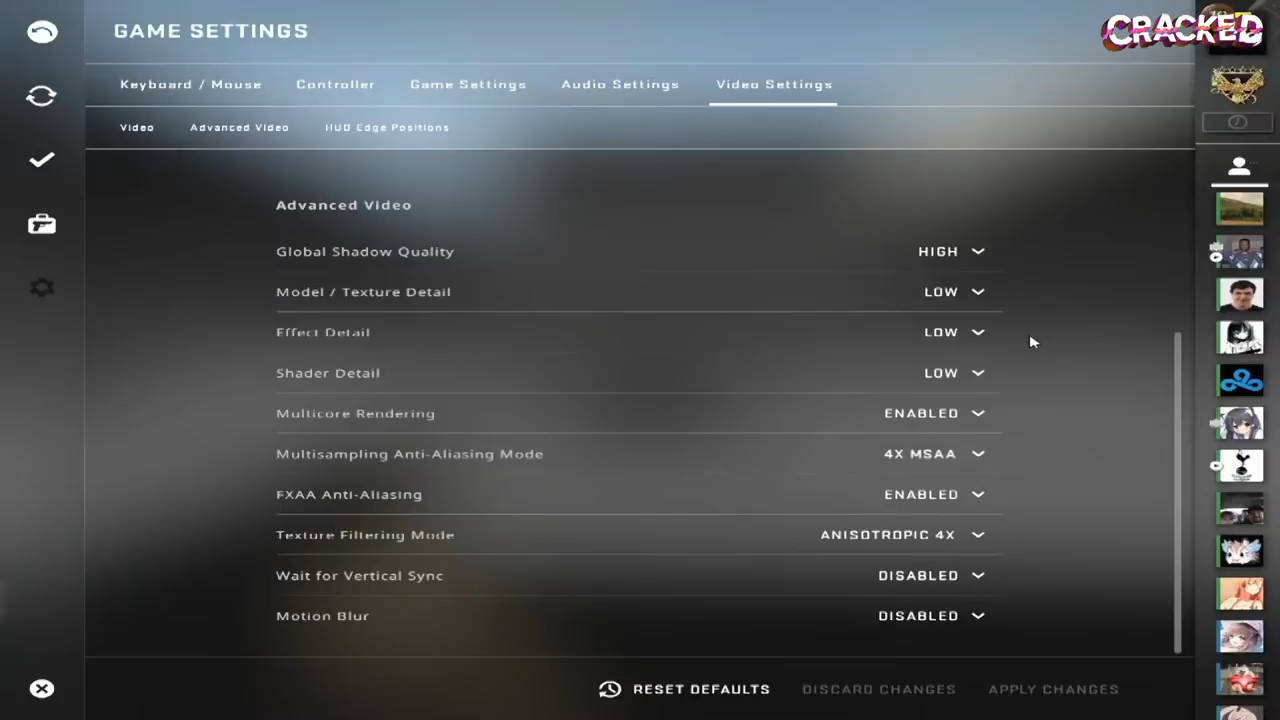 GAME SETTINGS
CRACKED
Keyboard / Mouse Controller Game Settings Audio Settings Video Settings
Video Advanced Video HUD Edge Positions
Advanced Video
Global Shadow Quality HIGH
Model / Texture Detail LOW
Effect Detail LOW
Shader Detail LOW
Multicore Rendering ENABLED
Multisampling Anti-Aliasing Mode 4X MSAA
FXAA Anti-Aliasing ENABLED
Texture Filtering Mode ANISOTROPIC 4X
Wait for Vertical Sync DISABLED
Motion Blur DISABLED
RESET DEFAULTS DISCARD CHANGES APPLY CHANGES